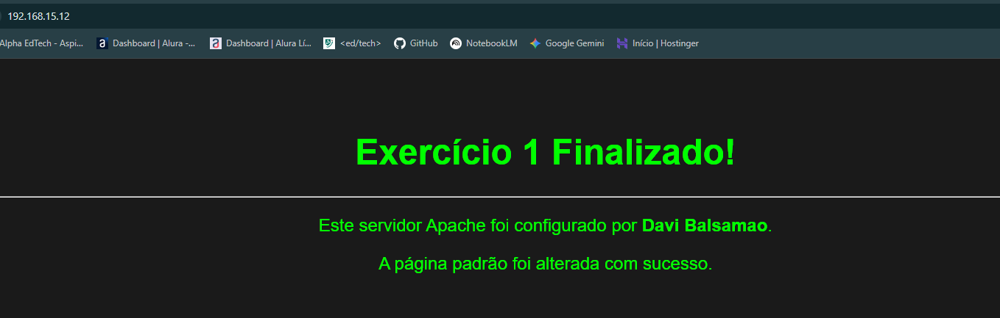 192.168.15.12
Alpha EdTech - Aspi... Dashboard | Alura -... Dashboard | Alura Lí... <ed/tech> GitHub NotebookLM Google Gemini Início | Hostinger
Exercício 1 Finalizado!
Este servidor Apache foi configurado por Davi Balsamao.
A página padrão foi alterada com sucesso.